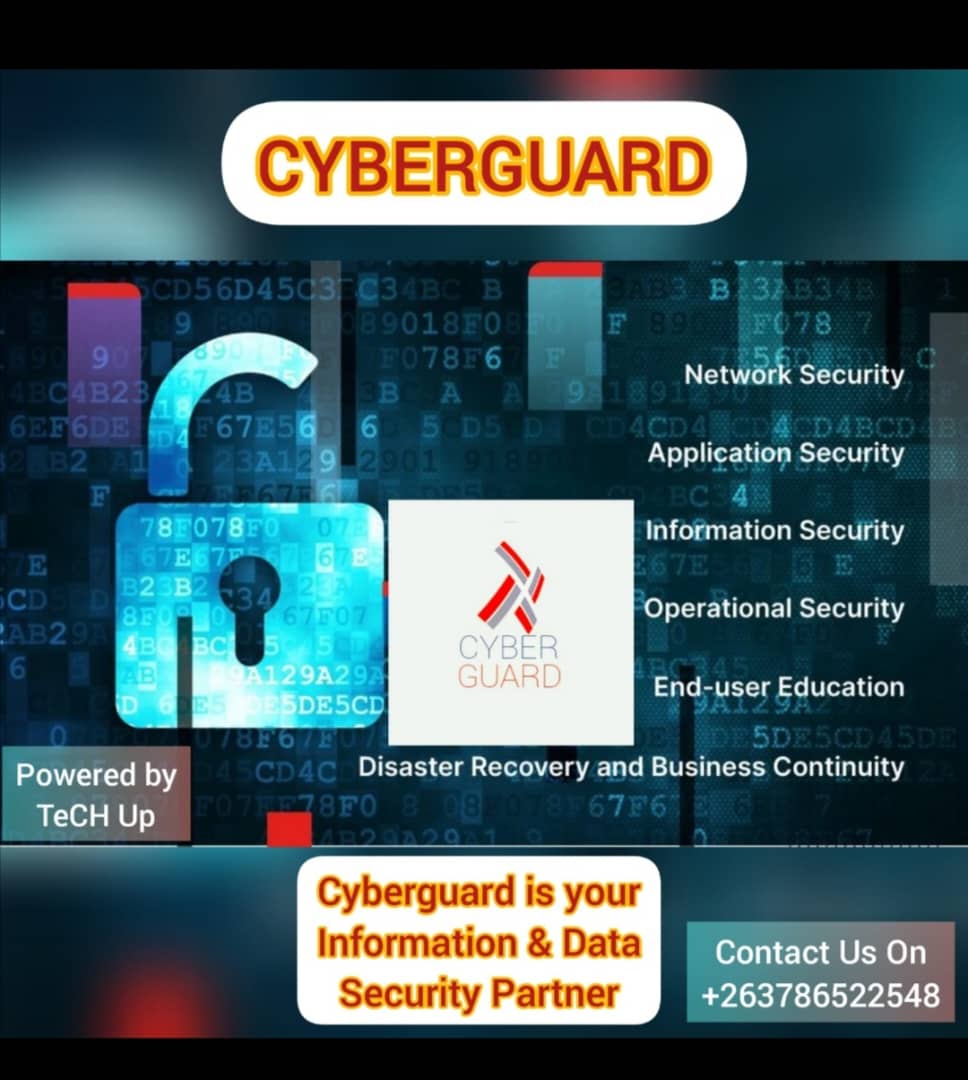 CYBERGUARD
Network Security
Application Security
Information Security
Operational Security
End-user Education
Disaster Recovery and Business Continuity
CYBER
GUARD
Powered by
TeCH Up
Cyberguard is your
Information & Data
Security Partner
Contact Us On
+263786522548